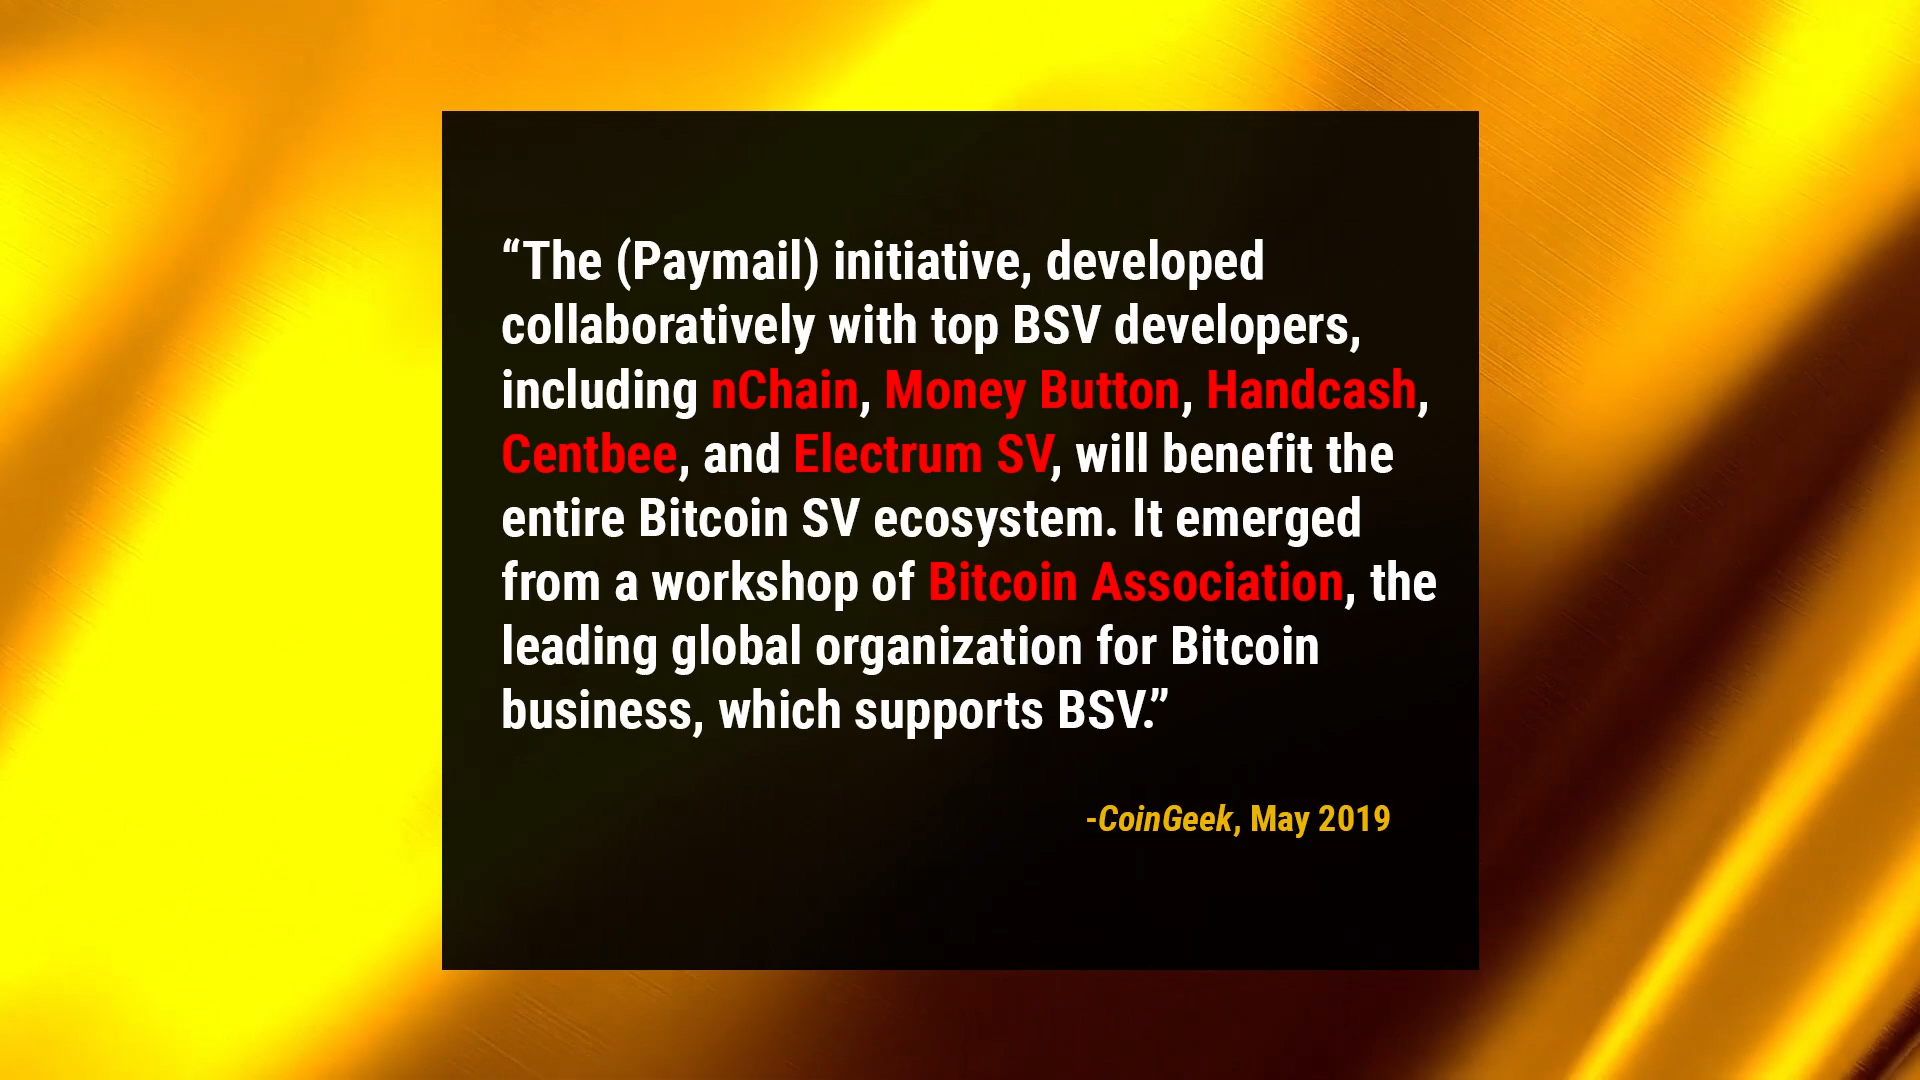 “The (Paymail) initiative, developed
collaboratively with top BSV developers,
including nChain, Money Button, Handcash,
Centbee, and Electrum SV, will benefit the
entire Bitcoin SV ecosystem. It emerged
from a workshop of Bitcoin Association, the
leading global organization for Bitcoin
business, which supports BSV.”
-CoinGeek, May 2019